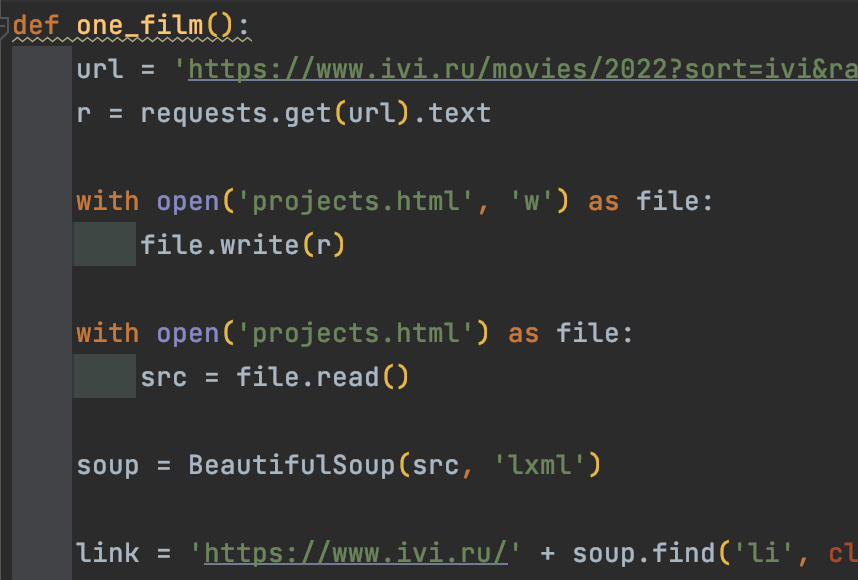 def one_film():
url = 'https://www.ivi.ru/movies/2022?sort=ivi&ra
r = requests.get(url).text
with open('projects.html', 'w') as file:
file.write(r)
with open('projects.html') as file:
src = file.read()
soup = BeautifulSoup(src, 'lxml')
link = 'https://www.ivi.ru/' + soup.find('li', cl